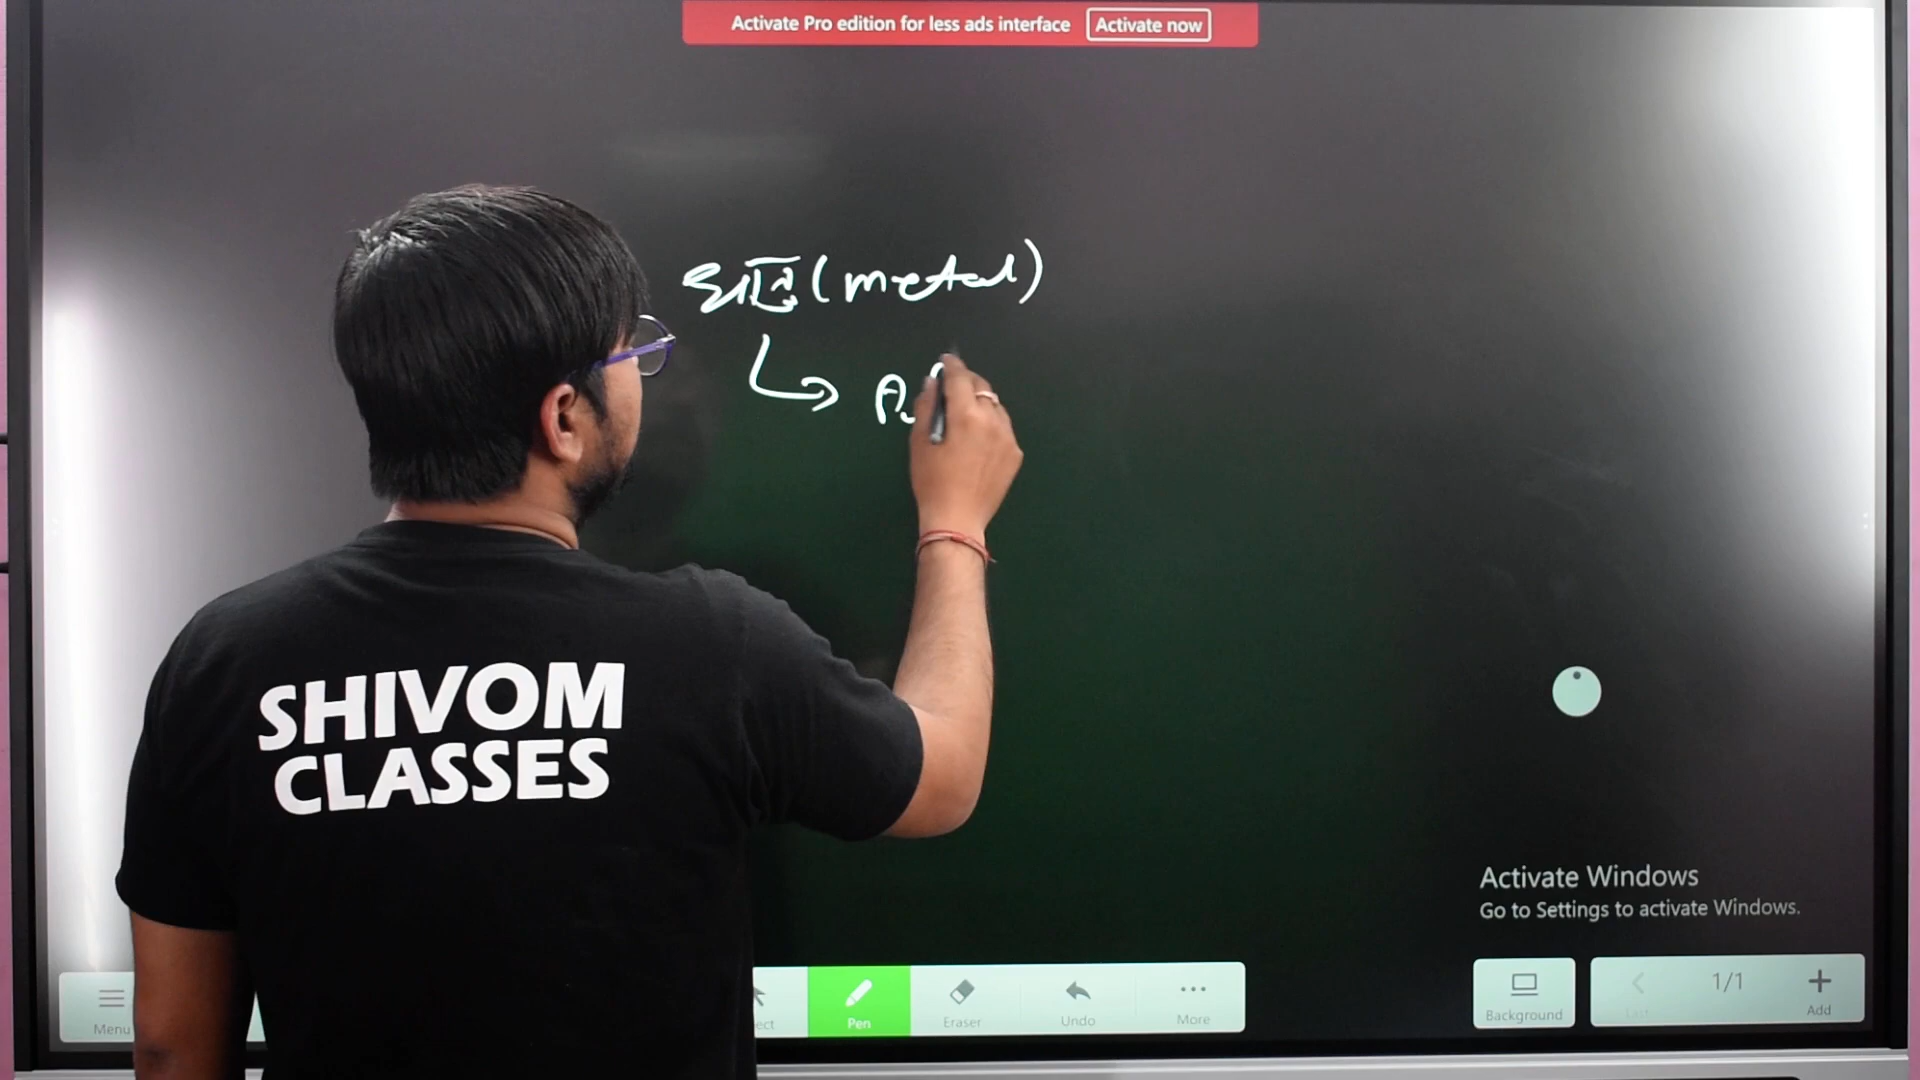 Activate Pro edition for less ads interface Activate now
धातु (metal)
SHIVOM
CLASSES
Activate Windows
Go to Settings to activate Windows.
Menu Pen Eraser Undo More Background 1/1 Add